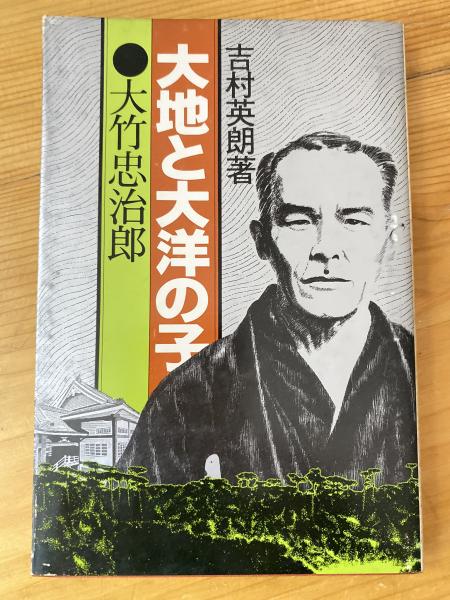 吉村英朗著
大地と大洋の子
●大竹忠治郎